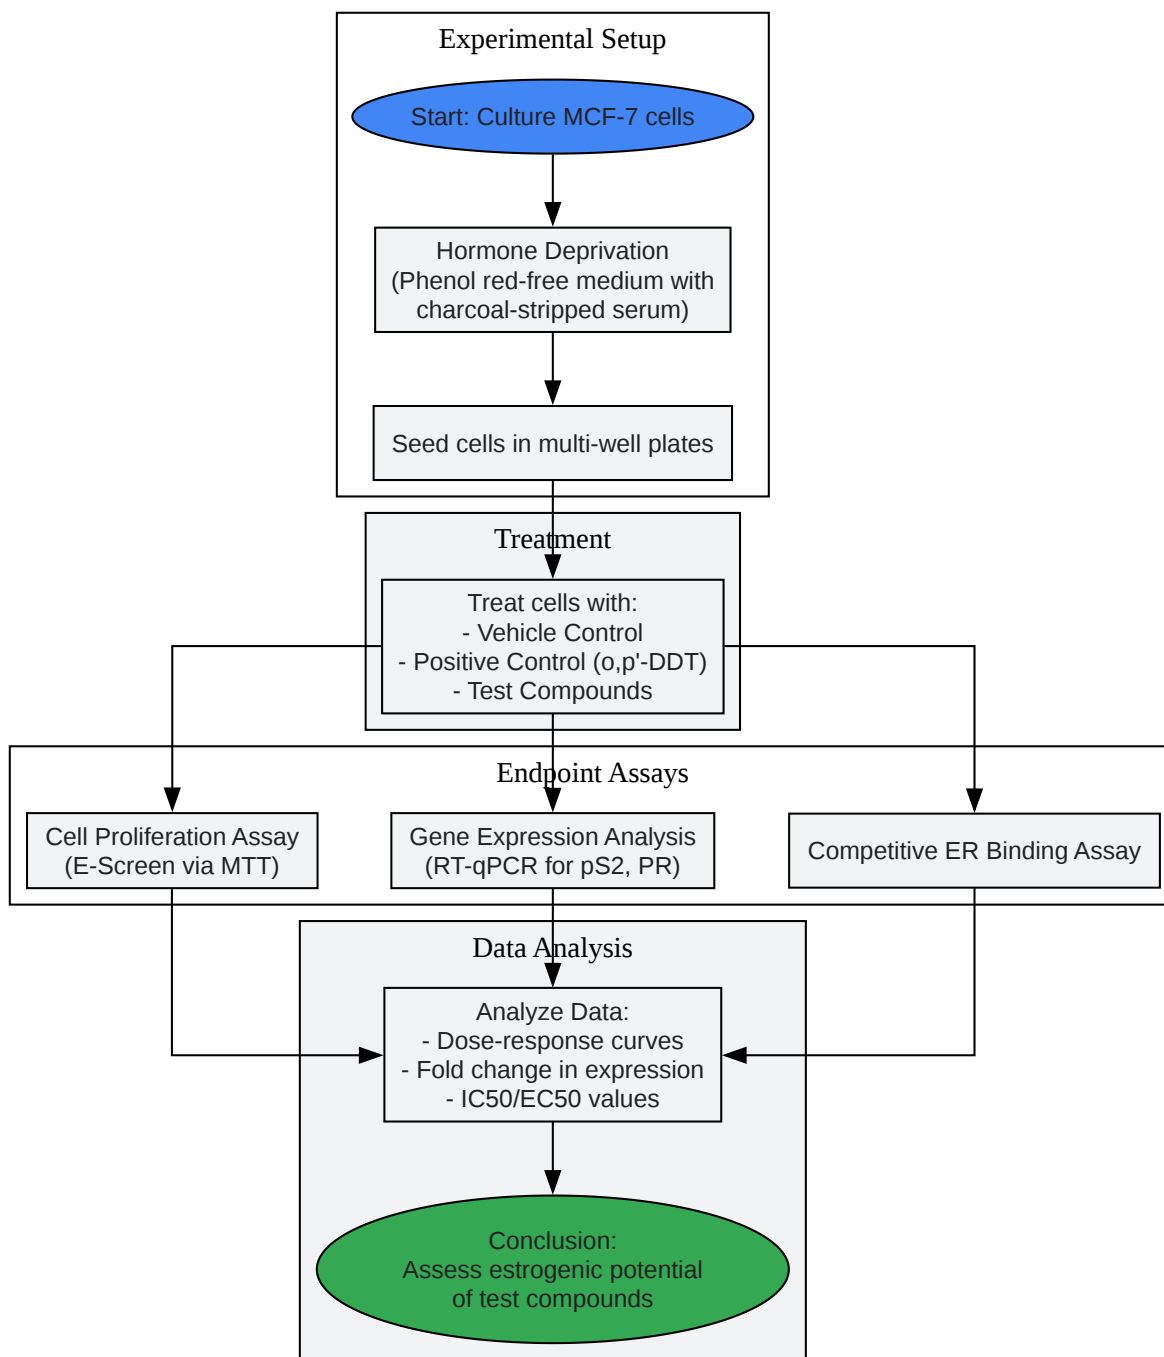 Experimental Setup
Start: Culture MCF-7 cells
Hormone Deprivation
(Phenol red-free medium with
charcoal-stripped serum)
Seed cells in multi-well plates
Treatment
Treat cells with:
- Vehicle Control
- Positive Control (o,p'-DDT)
- Test Compounds
Endpoint Assays
Cell Proliferation Assay
(E-Screen via MTT)
Gene Expression Analysis
(RT-qPCR for pS2, PR)
Competitive ER Binding Assay
Data Analysis
Analyze Data:
- Dose-response curves
- Fold change in expression
- IC50/EC50 values
Conclusion:
Assess estrogenic potential
of test compounds